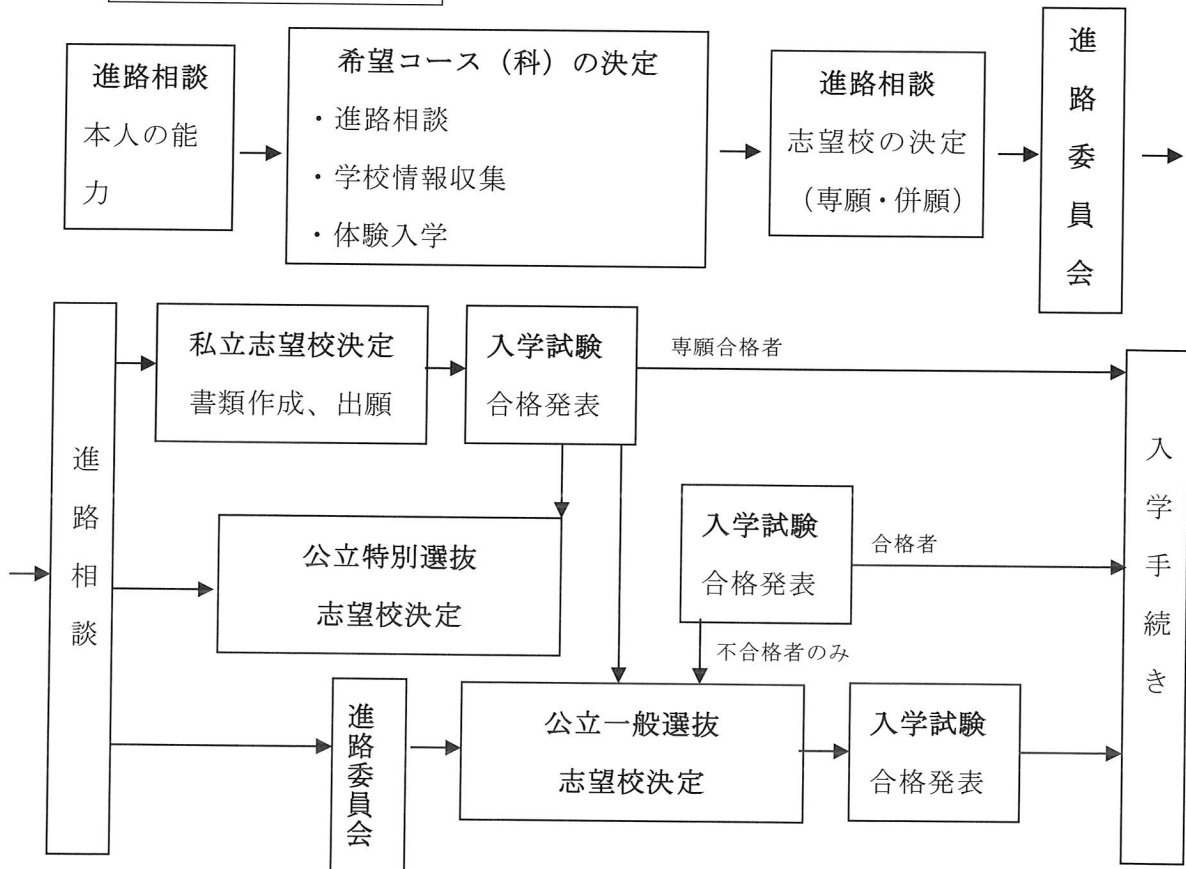 進路相談
本人の能
力
希望コース（科）の決定
・進路相談
・学校情報収集
・体験入学
進路相談
志望校の決定
（専願・併願）
進路委員会
進路相談
私立志望校決定
書類作成、出願
入学試験
合格発表
専願合格者
公立特別選抜
志望校決定
入学試験
合格発表
合格者
不合格者のみ
進路委員会
公立一般選抜
志望校決定
入学試験
合格発表
入学手続き